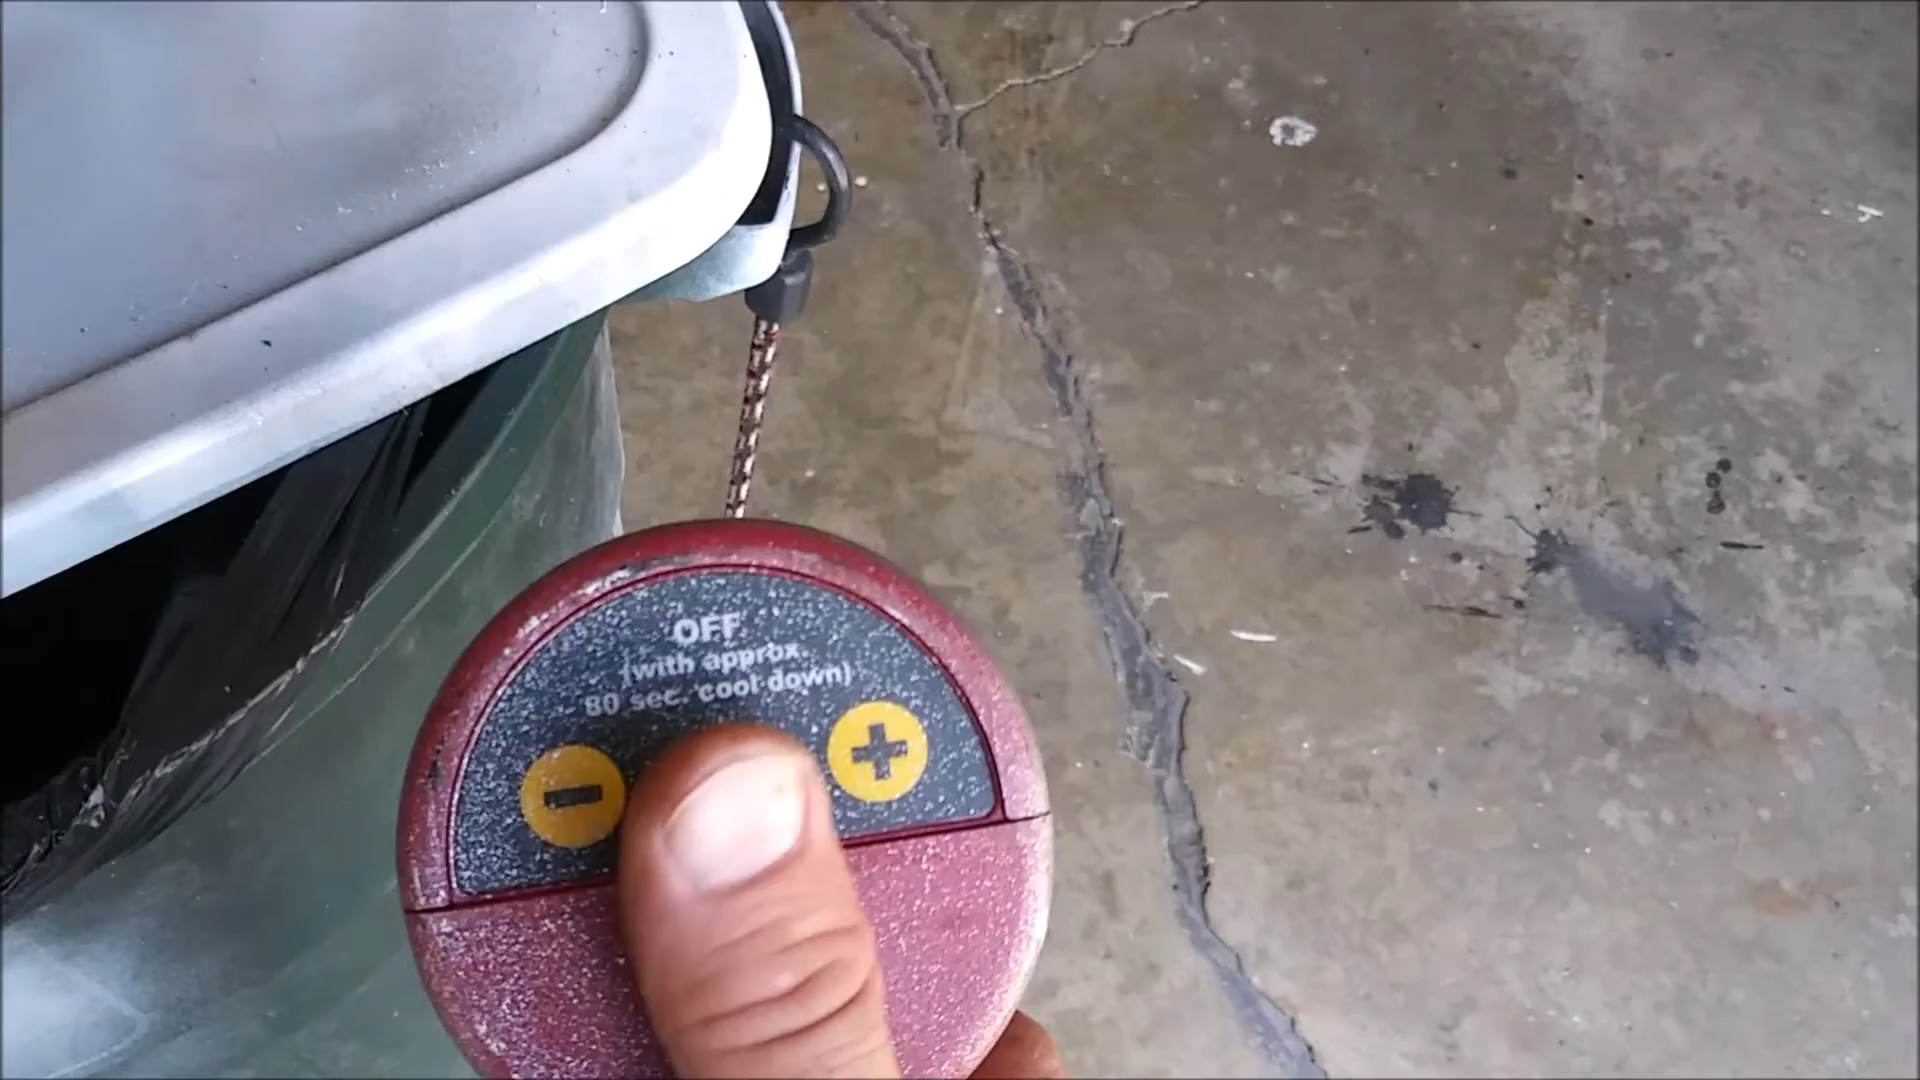 OFF
(with approx.
80 sec. cool down)
- +